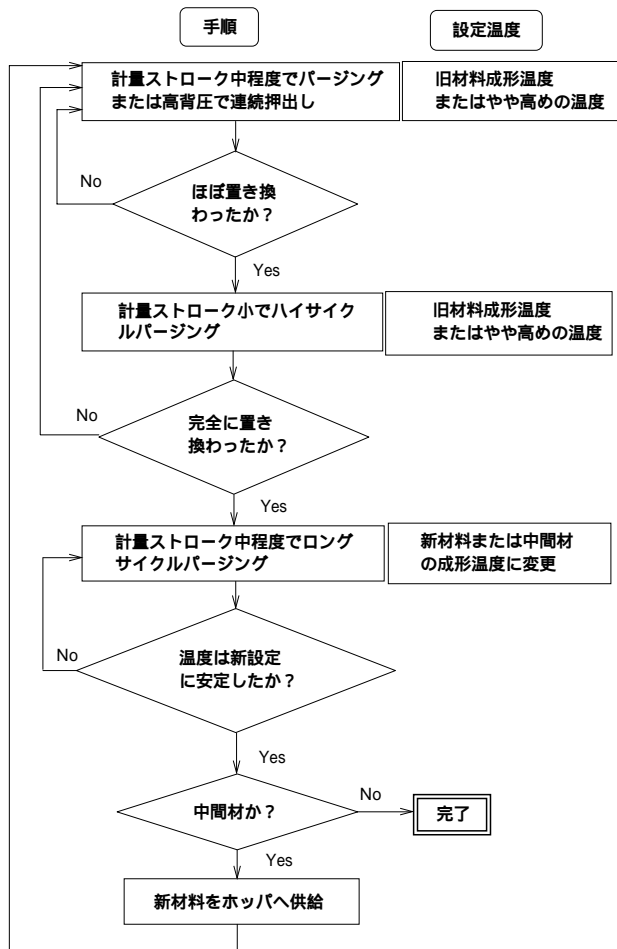 手順
設定温度
計量ストローク中程度でパージング
または高背圧で連続押出し
旧材料成形温度
またはやや高めの温度
No
ほぼ置き換
わったか？
Yes
計量ストローク小でハイサイク
ルパージング
旧材料成形温度
またはやや高めの温度
No
完全に置き
換わったか？
Yes
計量ストローク中程度でロング
サイクルパージング
新材料または中間材
の成形温度に変更
No
温度は新設定
に安定したか？
Yes
中間材か？
No
完了
Yes
新材料をホッパへ供給